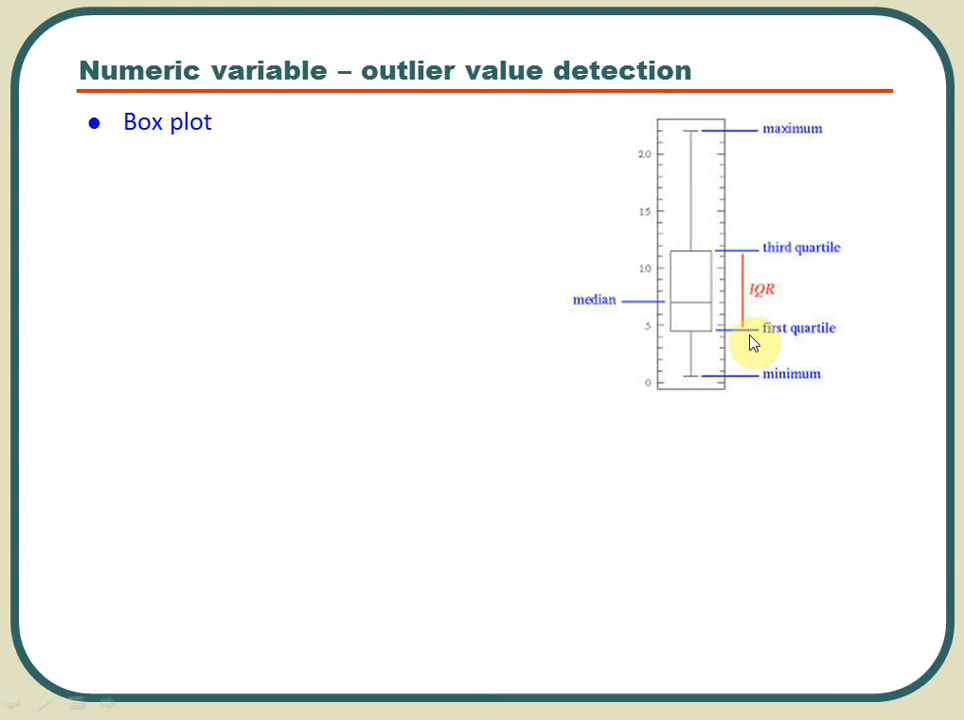 Numeric variable – outlier value detection
● Box plot
maximum
2.0
1.5
third quartile
1.0
IQR
median
.5
first quartile
minimum
0